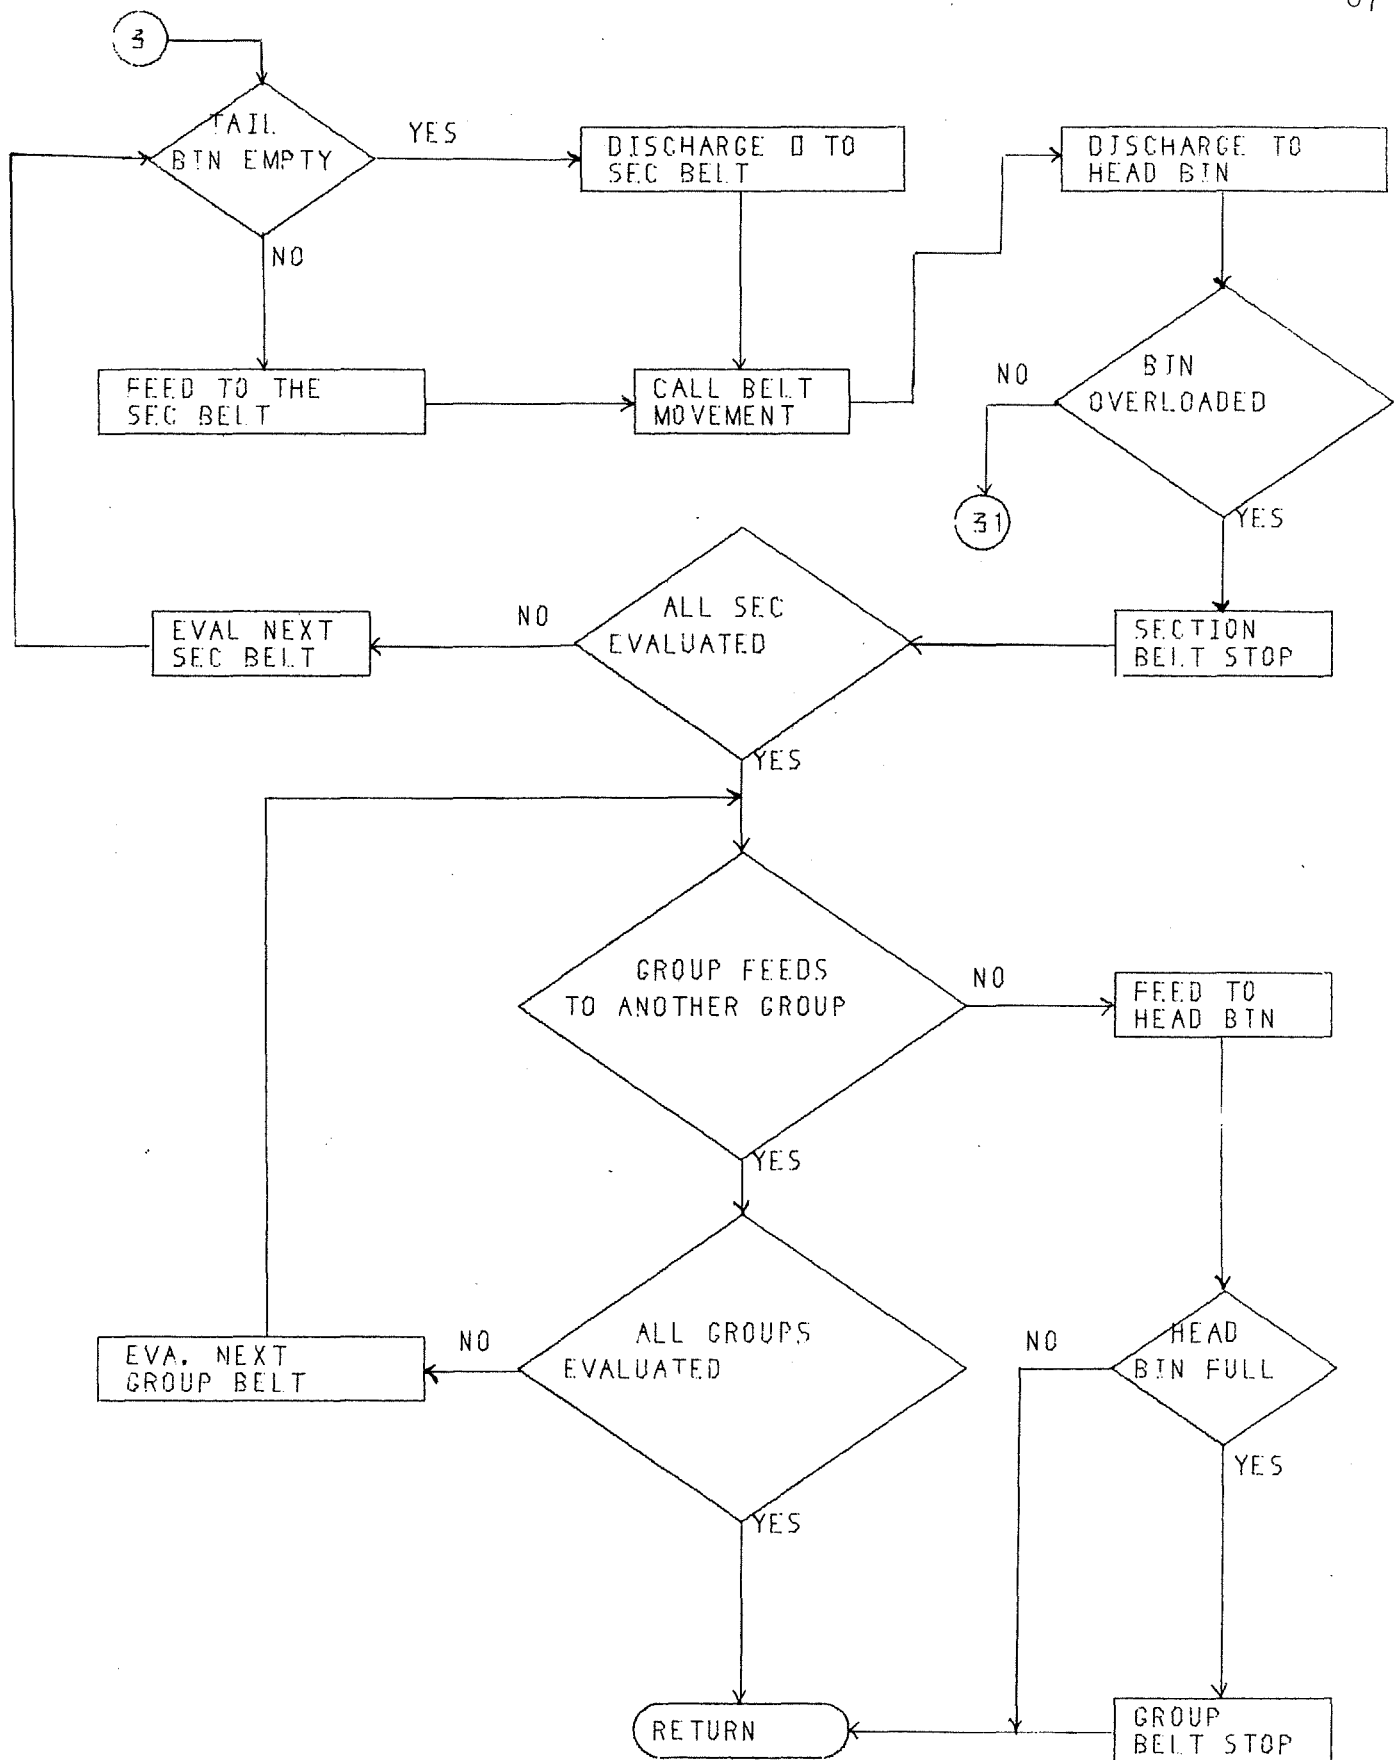 3
TAIL
BIN EMPTY
YES
DISCHARGE 0 TO
SEC BELT
DISCHARGE TO
HEAD BIN
NO
FEED TO THE
SEC BELT
CALL BELT
MOVEMENT
NO
BIN
OVERLOADED
31
YES
EVAL NEXT
SEC BELT
NO
ALL SEC
EVALUATED
SECTION
BELT STOP
YES
GROUP FEEDS
TO ANOTHER GROUP
NO
FEED TO
HEAD BIN
YES
EVA. NEXT
GROUP BELT
NO
ALL GROUPS
EVALUATED
NO
HEAD
BIN FULL
YES
YES
RETURN
GROUP
BELT STOP